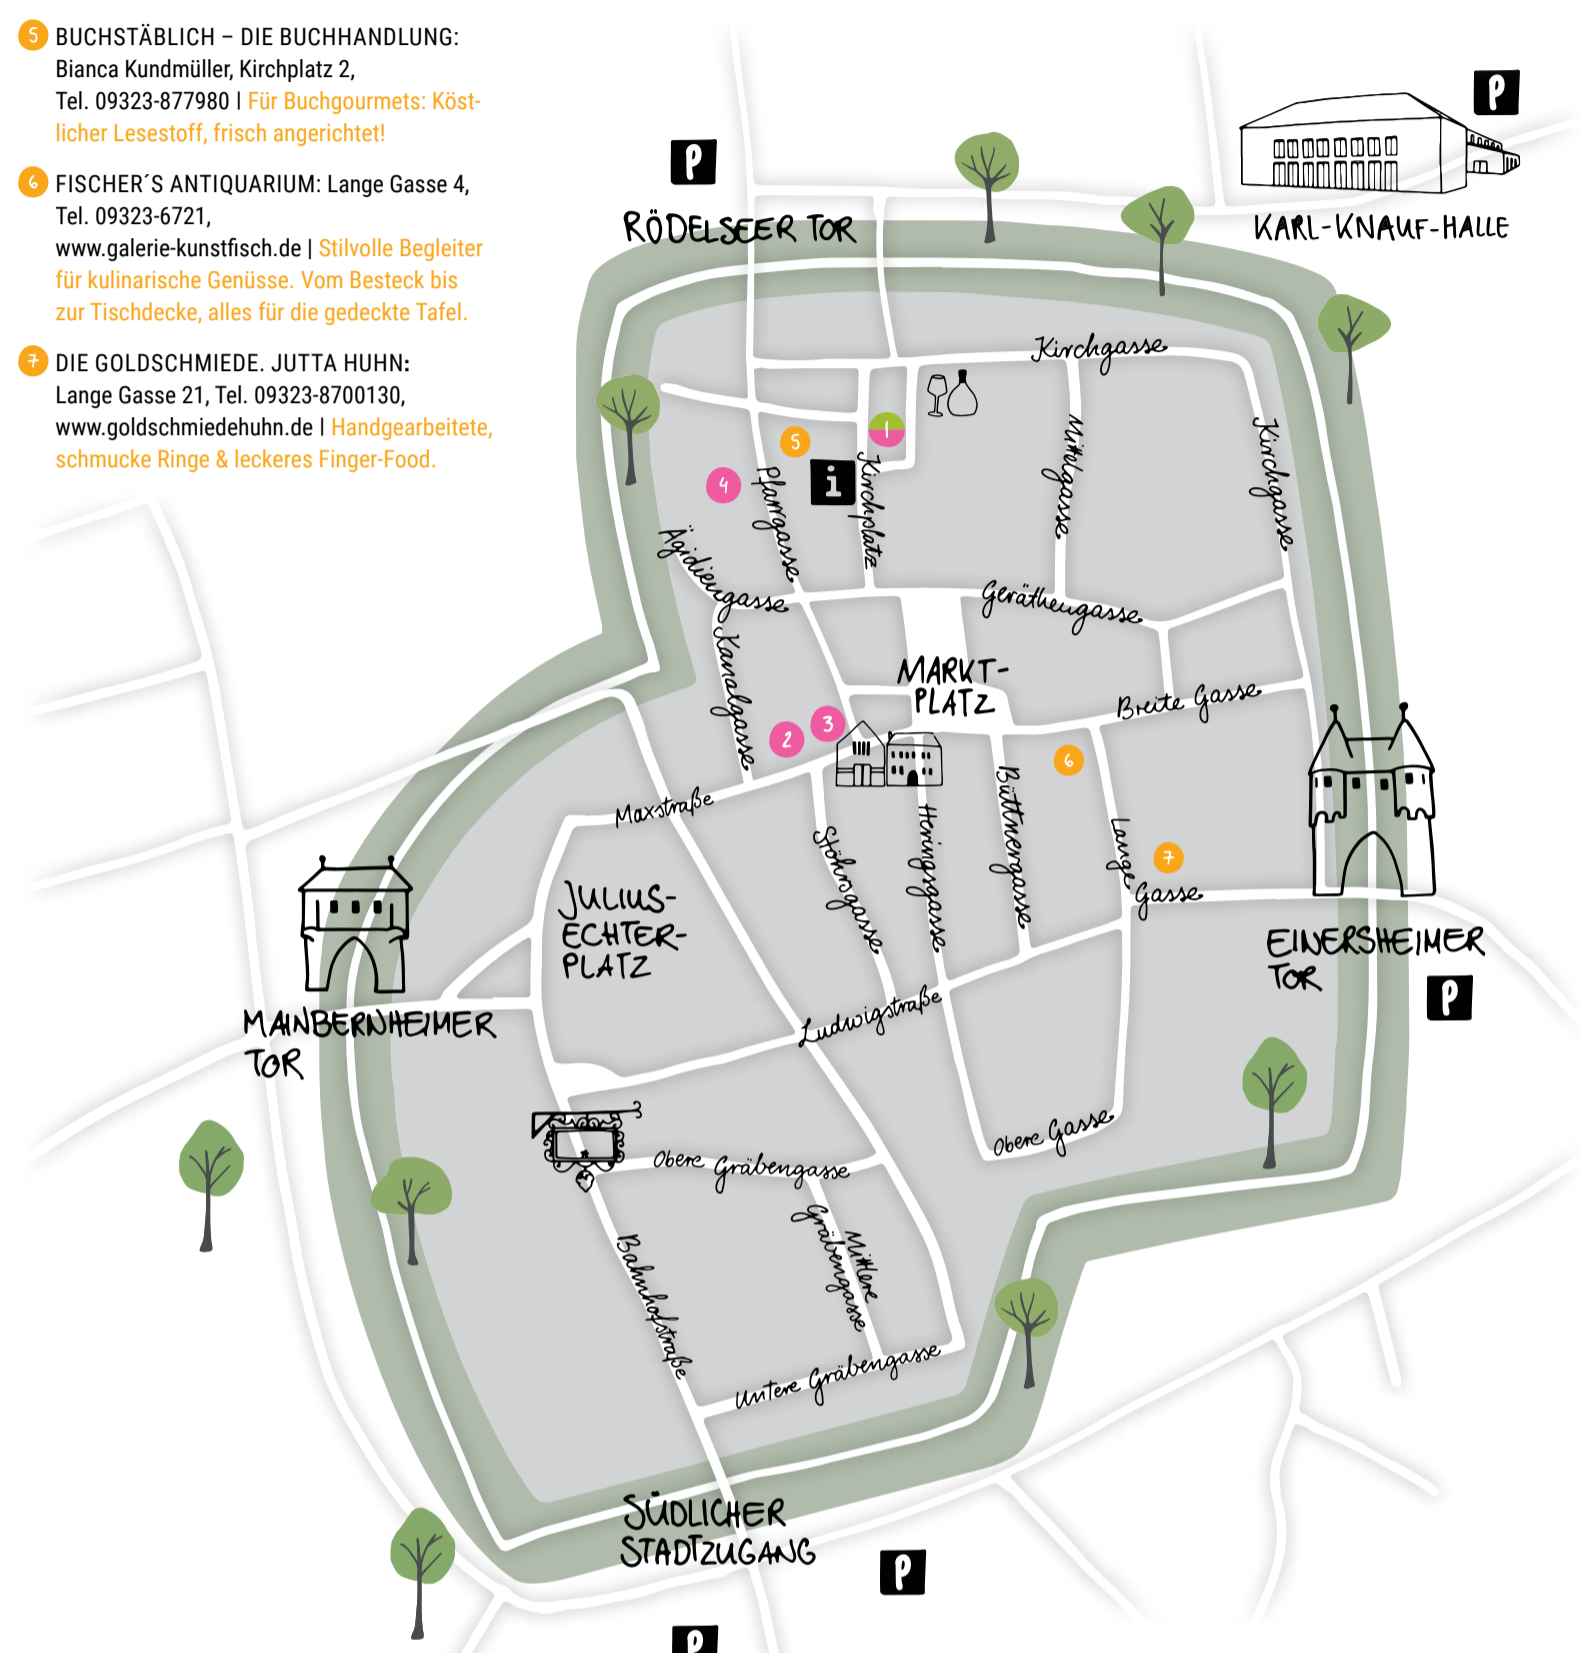 5 BUCHSTÄBLICH – DIE BUCHHANDLUNG:
Bianca Kundmüller, Kirchplatz 2,
Tel. 09323-877980 | Für Buchgourmets: Köst-
licher Lesestoff, frisch angerichtet!
6 FISCHER´S ANTIQUARIUM: Lange Gasse 4,
Tel. 09323-6721,
www.galerie-kunstfisch.de | Stilvolle Begleiter
für kulinarische Genüsse. Vom Besteck bis
zur Tischdecke, alles für die gedeckte Tafel.
7 DIE GOLDSCHMIEDE. JUTTA HUHN:
Lange Gasse 21, Tel. 09323-8700130,
www.goldschmiedehuhn.de | Handgearbeitete,
schmucke Ringe & leckeres Finger-Food.
P
P
RÖDELSEER TOR
KARL-KNAUF-HALLE
Kirchgasse
1
5
4
i
Pfarrgasse
Kirchplatz
Mittelgasse
Kirchgasse
Ägidiengasse
Geräthengasse
Kanalgasse
MARKT-
PLATZ
Breite Gasse
2
3
6
Maxstraße
Stöhrsgasse
Heringsgasse
Büttnergasse
Lange
Gasse
7
JULIUS-
ECHTER-
PLATZ
EINERSHEIMER
TOR
P
MAINBERNHEIMER
TOR
Ludwigstraße
Obere Gasse
Obere Gräbengasse
Mittlere
Gräbengasse
Bahnhofstraße
Untere Gräbengasse
SÜDLICHER
STADTZUGANG
P
P